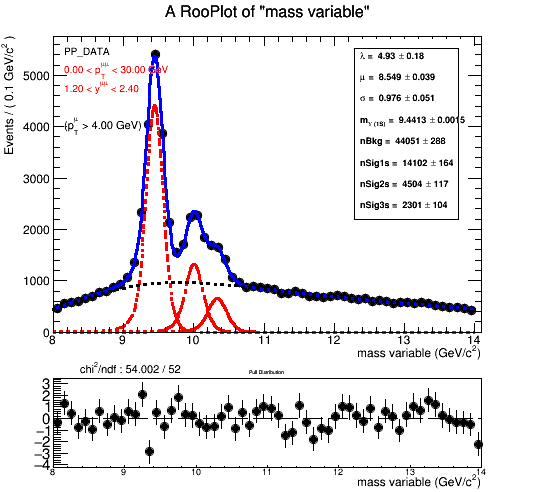 A RooPlot of "mass variable"
Events / ( 0.1 GeV/c² )
PP_DATA
0.00 < p_T^μμ < 30.00 GeV
1.20 < y^μμ < 2.40
(p_T^μ > 4.00 GeV)
λ = 4.93 ± 0.18
μ = 8.549 ± 0.039
σ = 0.976 ± 0.051
m_ϒ (1S) = 9.4413 ± 0.0015
nBkg = 44051 ± 288
nSig1s = 14102 ± 164
nSig2s = 4504 ± 117
nSig3s = 2301 ± 104
5000
4000
3000
2000
1000
0
8 9 10 11 12 13 14
mass variable (GeV/c²)
chi²/ndf : 54.002 / 52
Pull Distribution
3
2
1
0
−1
−2
−3
−4
8 9 10 11 12 13 14
mass variable (GeV/c²)